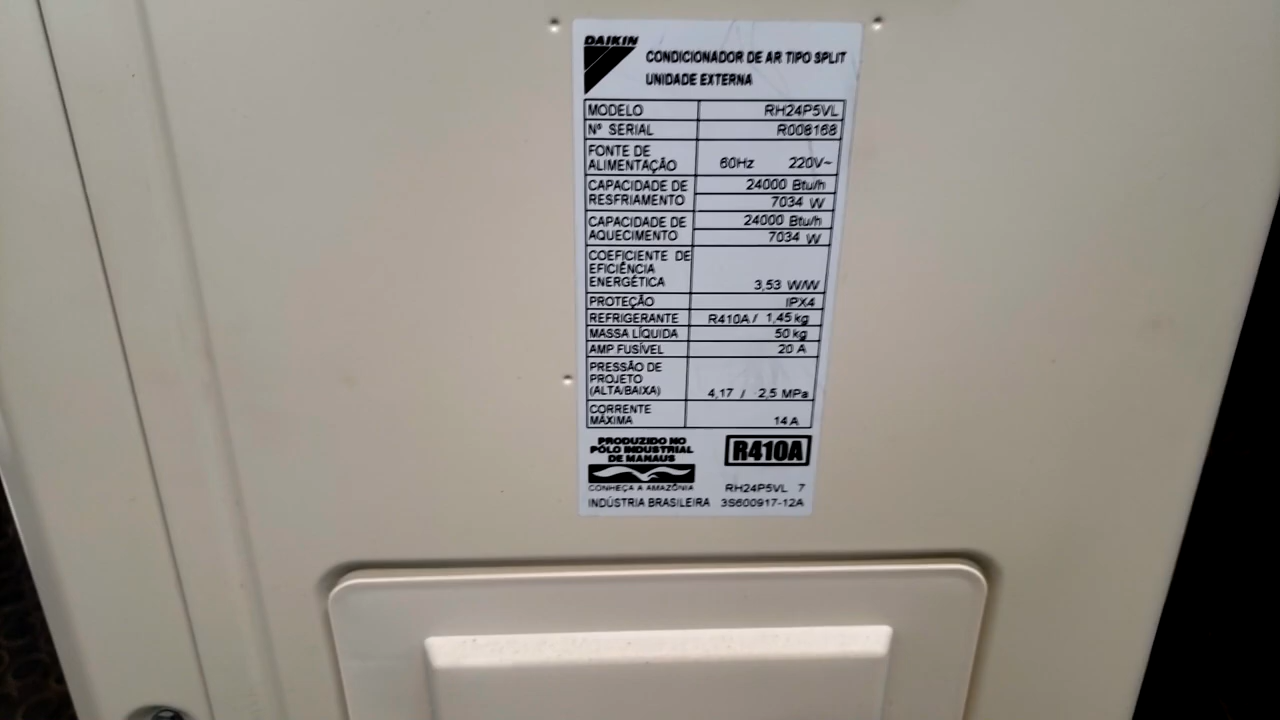 DAIKIN
CONDICIONADOR DE AR TIPO SPLIT
UNIDADE EXTERNA
MODELO RH24P5VL
Nº SERIAL R008168
FONTE DE
ALIMENTAÇÃO 60Hz 220V~
CAPACIDADE DE 24000 Btu/h
RESFRIAMENTO 7034 W
CAPACIDADE DE 24000 Btu/h
AQUECIMENTO 7034 W
COEFICIENTE DE
EFICIÊNCIA
ENERGÉTICA 3,53 W/W
PROTEÇÃO IPX4
REFRIGERANTE R410A / 1,45 kg
MASSA LÍQUIDA 50 kg
AMP FUSÍVEL 20 A
PRESSÃO DE
PROJETO
(ALTA/BAIXA) 4,17 / 2,5 MPa
CORRENTE
MÁXIMA 14 A
PRODUZIDO NO
PÓLO INDUSTRIAL
DE MANAUS
R410A
CONHEÇA A AMAZÔNIA
RH24P5VL 7
INDÚSTRIA BRASILEIRA 3S600917-12A